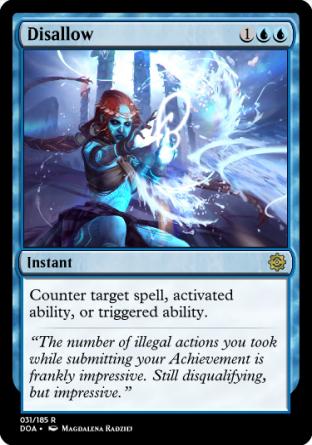 Disallow 1
Instant
Counter target spell, activated
ability, or triggered ability.
“The number of illegal actions you took
while submitting your Achievement is
frankly impressive. Still disqualifying,
but impressive.”
031/185 R
DOA • Magdalena Radziej